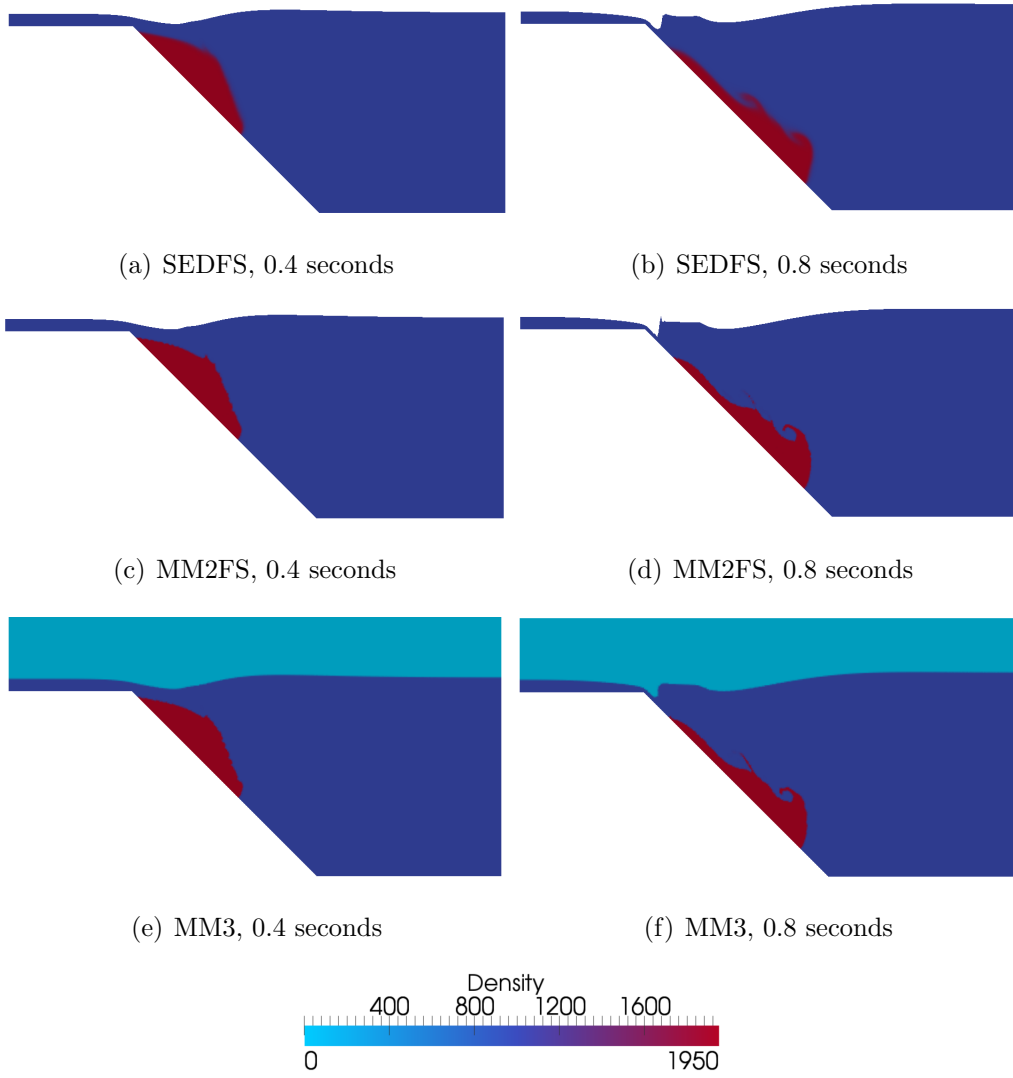 (a) SEDFS, 0.4 seconds
(b) SEDFS, 0.8 seconds
(c) MM2FS, 0.4 seconds
(d) MM2FS, 0.8 seconds
(e) MM3, 0.4 seconds
(f) MM3, 0.8 seconds
Density
400 800 1200 1600
0 1950